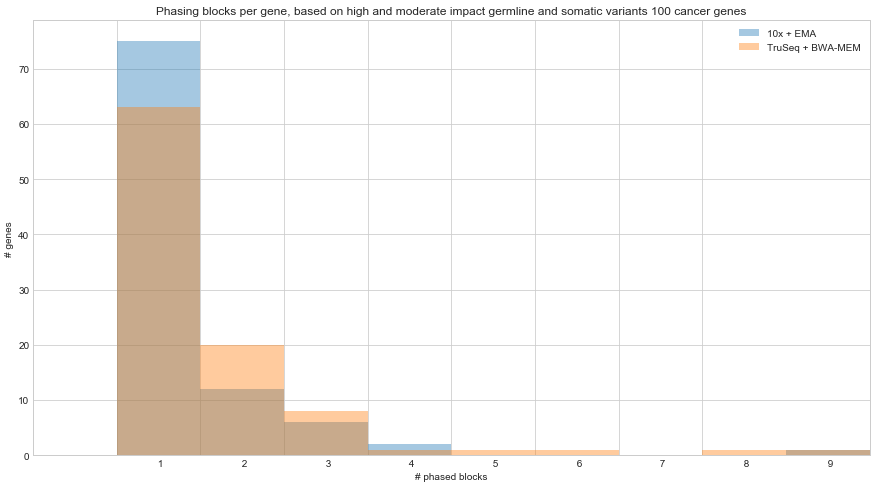 Phasing blocks per gene, based on high and moderate impact germline and somatic variants 100 cancer genes
10x + EMA
TruSeq + BWA-MEM
70
60
50
40
30
20
10
0
# genes
1 2 3 4 5 6 7 8 9
# phased blocks